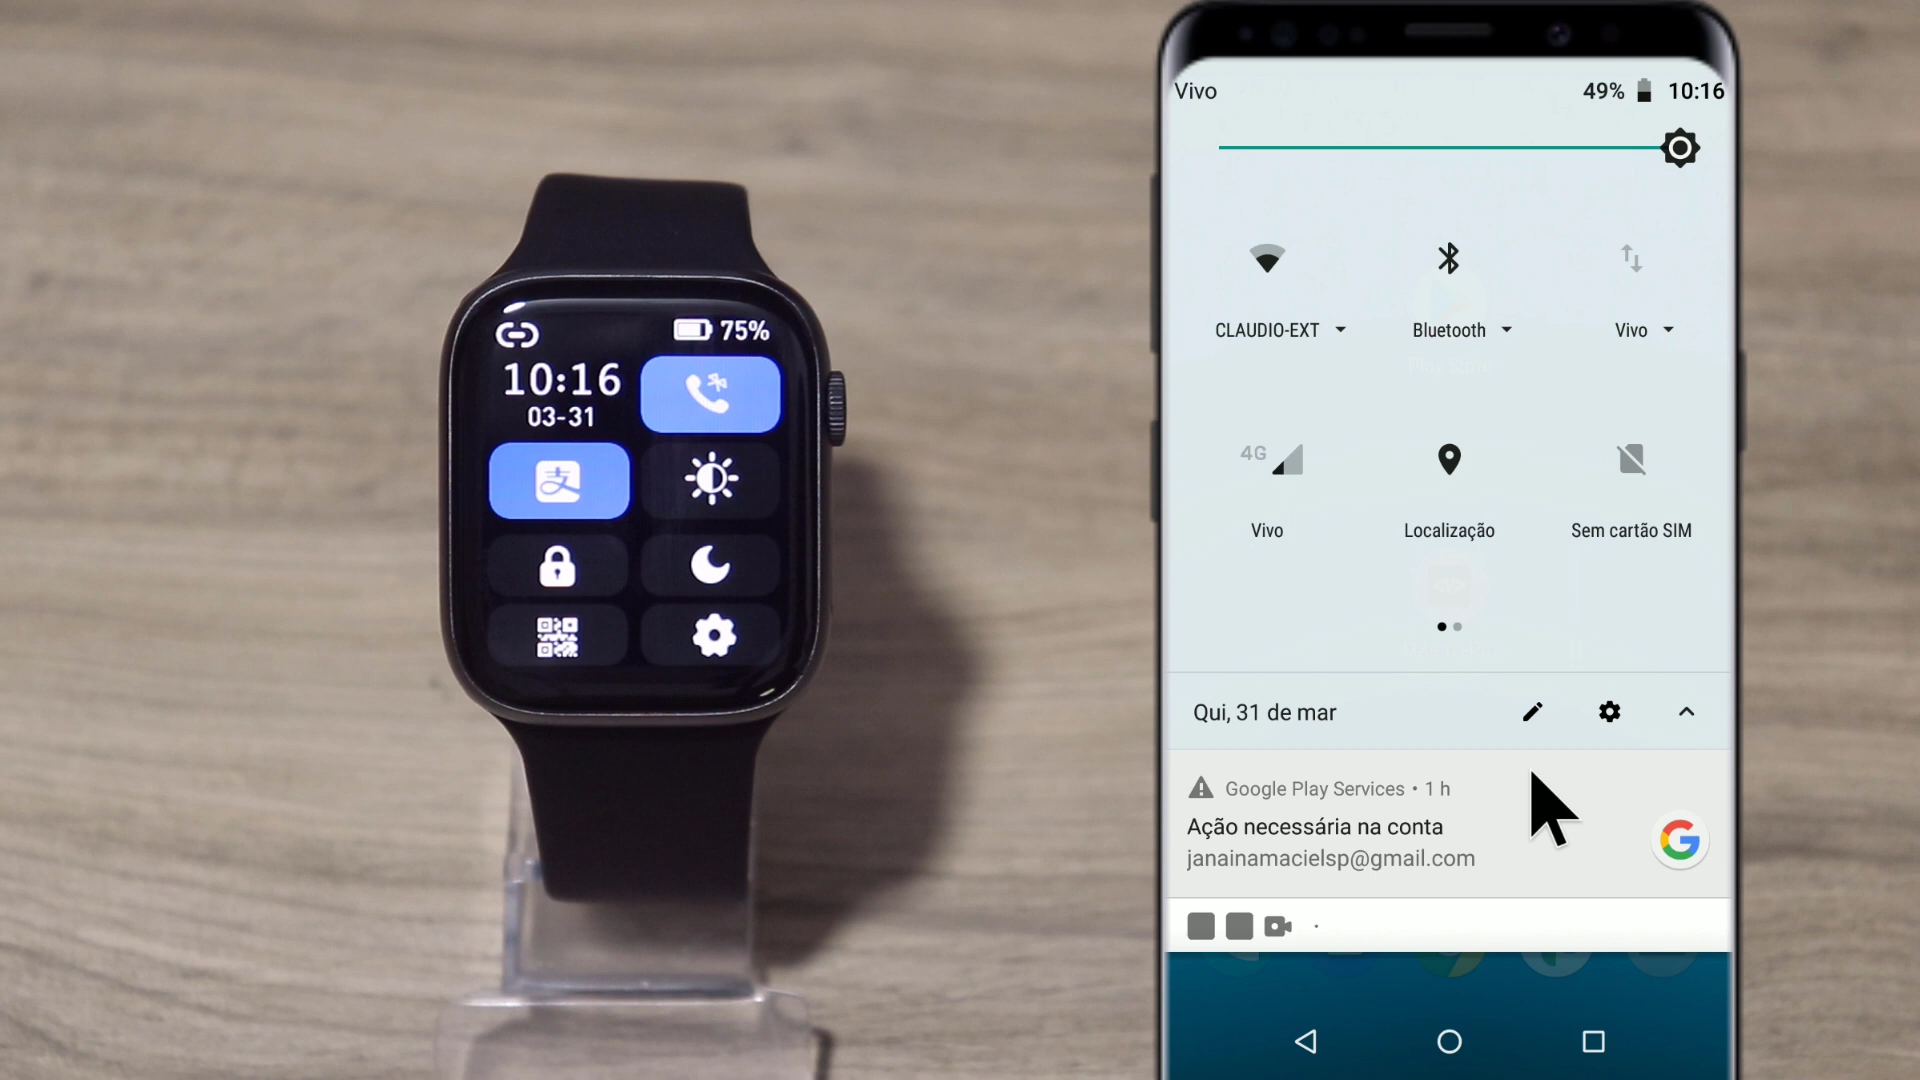 75%
10:16
03-31
支
Vivo
49%
10:16
CLAUDIO-EXT
Bluetooth
Vivo
4G
Vivo
Localização
Sem cartão SIM
Qui, 31 de mar
Google Play Services • 1 h
Ação necessária na conta
janainamacielsp@gmail.com
G